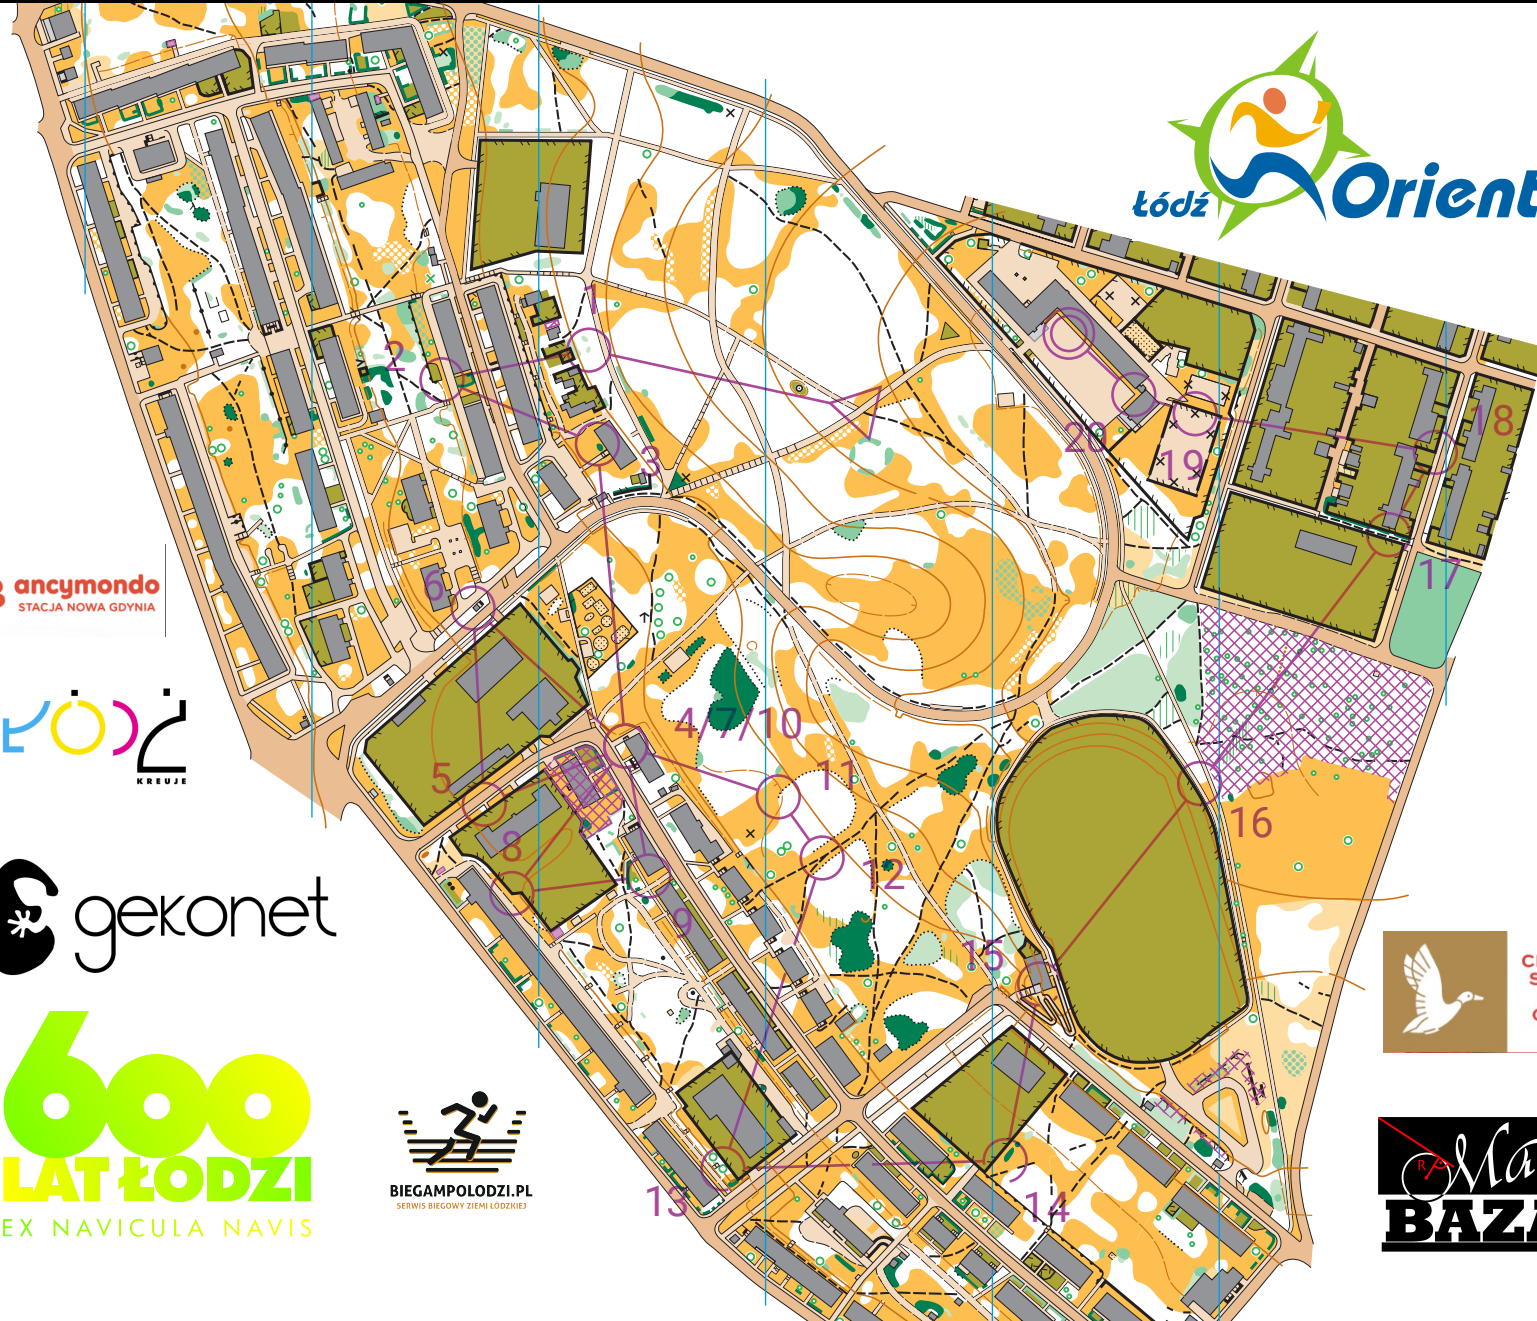 Łódź Orient
1
2
3
ancymondo
STACJA NOWA GDYNIA
6
4/7/10
5
11
8
12
9
18
20
19
17
16
15
KREUJE
gekonet
600
LAT ŁODZI
EX NAVICULA NAVIS
BIEGAMPOLODZI.PL
SERWIS BIEGOWY ZIEMI ŁÓDZKIEJ
13
14
R
Ma
BAZA